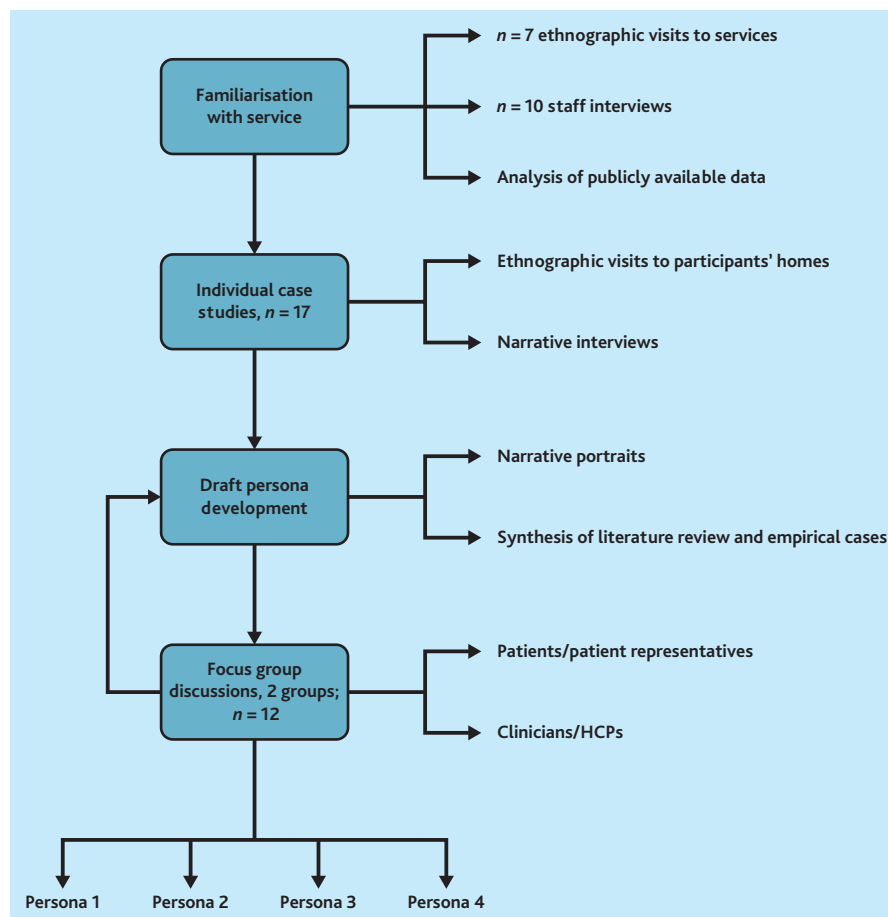 n = 7 ethnographic visits to services
Familiarisation
with service
n = 10 staff interviews
Analysis of publicly available data
Individual case
studies, n = 17
Ethnographic visits to participants' homes
Narrative interviews
Draft persona
development
Narrative portraits
Synthesis of literature review and empirical cases
Focus group
discussions, 2 groups;
n = 12
Patients/patient representatives
Clinicians/HCPs
Persona 1
Persona 2
Persona 3
Persona 4